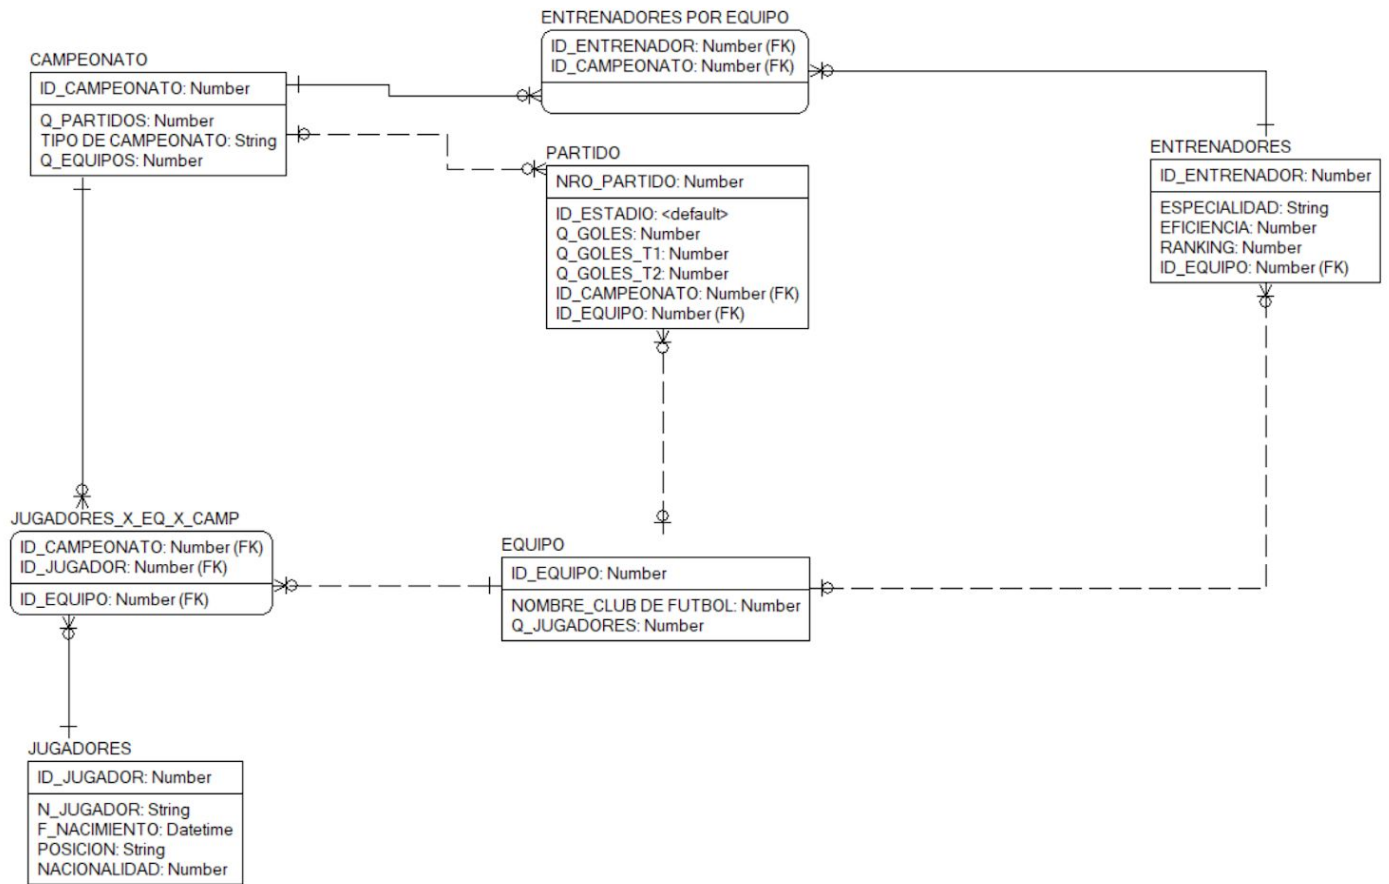 ENTRENADORES POR EQUIPO
ID_ENTRENADOR: Number (FK)
ID_CAMPEONATO: Number (FK)
CAMPEONATO
ID_CAMPEONATO: Number
Q_PARTIDOS: Number
TIPO DE CAMPEONATO: String
Q_EQUIPOS: Number
PARTIDO
NRO_PARTIDO: Number
ID_ESTADIO: <default>
Q_GOLES: Number
Q_GOLES_T1: Number
Q_GOLES_T2: Number
ID_CAMPEONATO: Number (FK)
ID_EQUIPO: Number (FK)
ENTRENADORES
ID_ENTRENADOR: Number
ESPECIALIDAD: String
EFICIENCIA: Number
RANKING: Number
ID_EQUIPO: Number (FK)
JUGADORES_X_EQ_X_CAMP
ID_CAMPEONATO: Number (FK)
ID_JUGADOR: Number (FK)
ID_EQUIPO: Number (FK)
EQUIPO
ID_EQUIPO: Number
NOMBRE_CLUB DE FUTBOL: Number
Q_JUGADORES: Number
JUGADORES
ID_JUGADOR: Number
N_JUGADOR: String
F_NACIMIENTO: Datetime
POSICION: String
NACIONALIDAD: Number